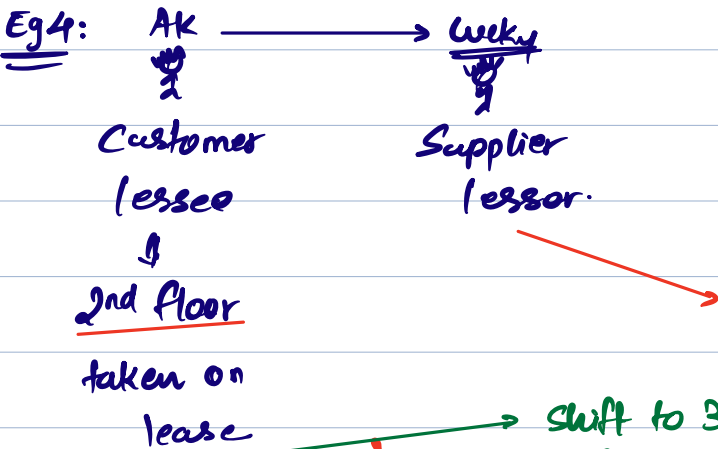 Eg4: AK → Lucky
Customer Supplier
lessee lessor.
2nd floor
taken on
lease
shift to 3